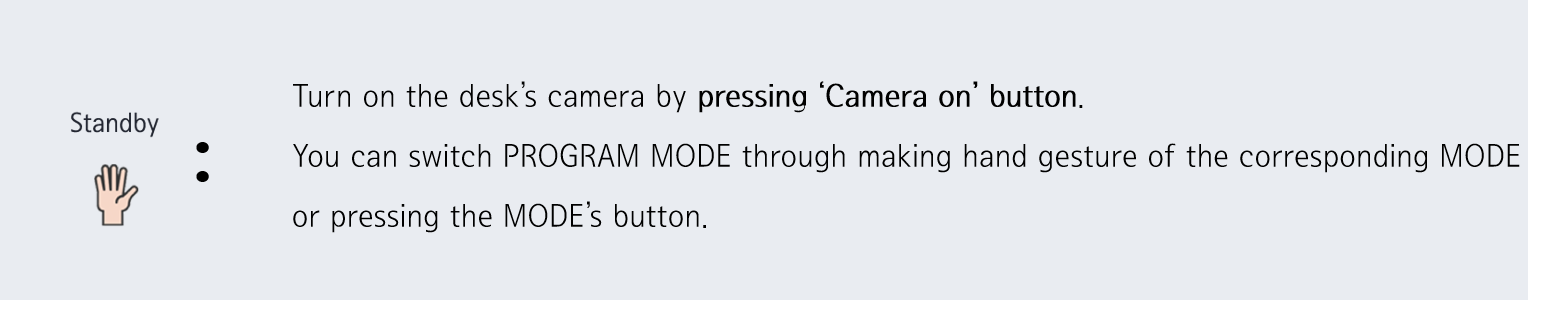 Standby
:
Turn on the desk's camera by pressing ‘Camera on’ button.
You can switch PROGRAM MODE through making hand gesture of the corresponding MODE
or pressing the MODE's button.